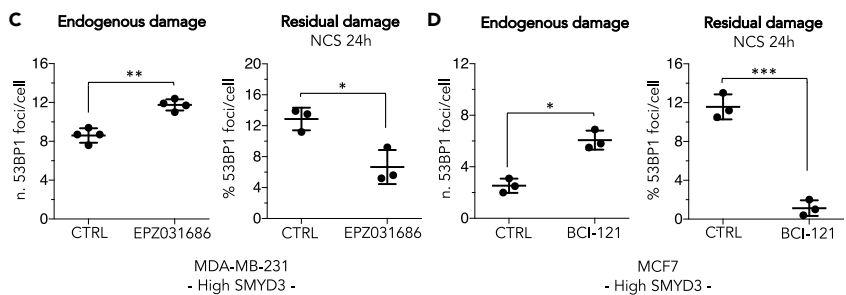 C
Endogenous damage
Residual damage
NCS 24h
n. 53BP1 foci/cell
16
12
8
4
0
**
CTRL
EPZ031686
% 53BP1 foci/cell
20
16
12
8
4
0
*
CTRL
EPZ031686
MDA-MB-231
- High SMYD3 -
D
Endogenous damage
Residual damage
NCS 24h
n. 53BP1 foci/cell
12
9
6
3
0
*
CTRL
BCI-121
% 53BP1 foci/cell
16
12
8
4
0
***
CTRL
BCI-121
MCF7
- High SMYD3 -